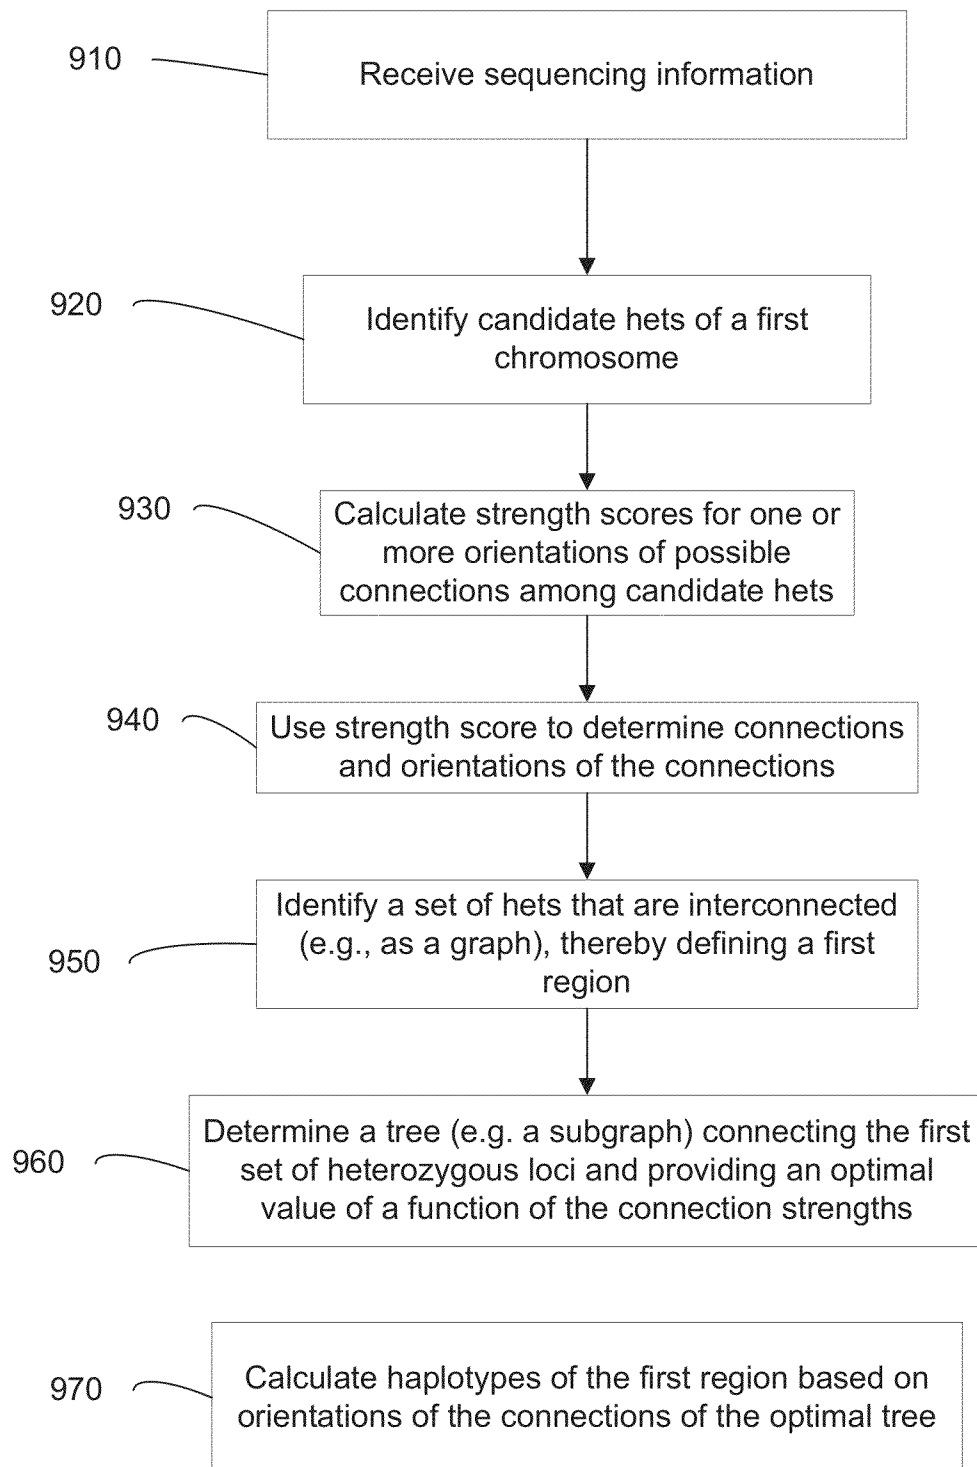 910
Receive sequencing information
920
Identify candidate hets of a first
chromosome
930
Calculate strength scores for one or
more orientations of possible
connections among candidate hets
940
Use strength score to determine connections
and orientations of the connections
950
Identify a set of hets that are interconnected
(e.g., as a graph), thereby defining a first
region
960
Determine a tree (e.g. a subgraph) connecting the first
set of heterozygous loci and providing an optimal
value of a function of the connection strengths
970
Calculate haplotypes of the first region based on
orientations of the connections of the optimal tree